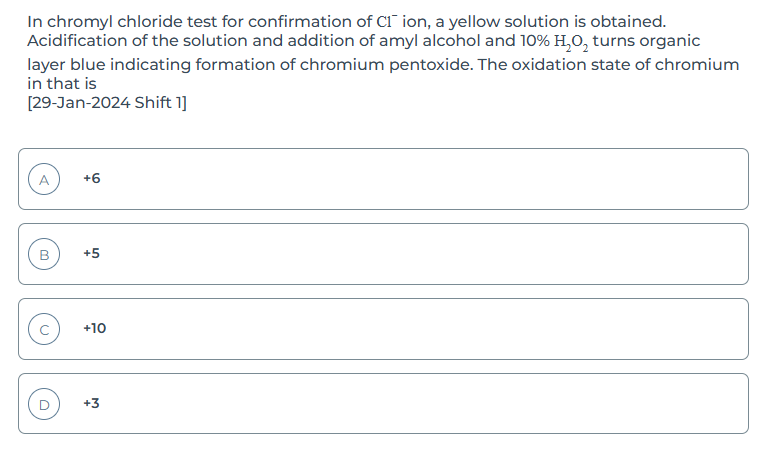 In chromyl chloride test for confirmation of Cl⁻ ion, a yellow solution is obtained.
Acidification of the solution and addition of amyl alcohol and 10% H₂O₂ turns organic
layer blue indicating formation of chromium pentoxide. The oxidation state of chromium
in that is
[29-Jan-2024 Shift 1]
A +6
B +5
C +10
D +3